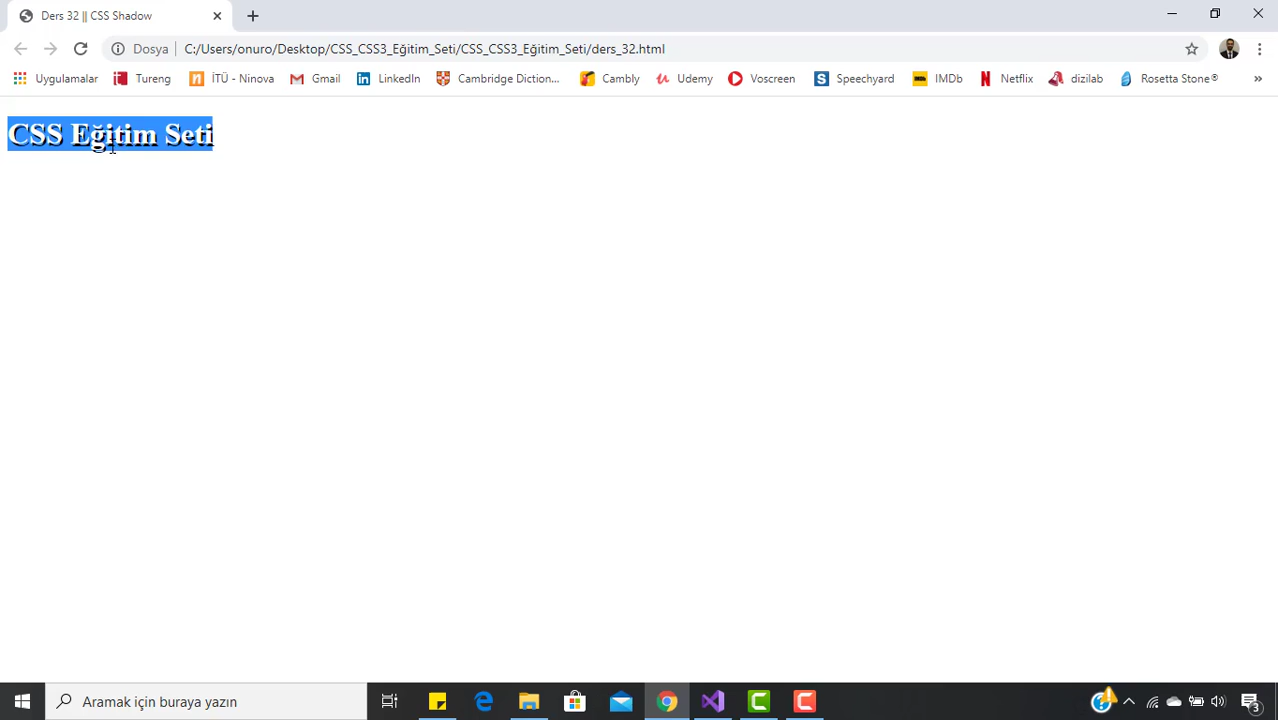 Ders 32 || CSS Shadow
Dosya C:/Users/onuro/Desktop/CSS_CSS3_Eğitim_Seti/CSS_CSS3_Eğitim_Seti/ders_32.html
Uygulamalar Tureng İTÜ - Ninova Gmail LinkedIn Cambridge Diction... Cambly Udemy Voscreen Speechyard IMDb Netflix dizilab Rosetta Stone® »
CSS Eğitim Seti
Aramak için buraya yazın
3